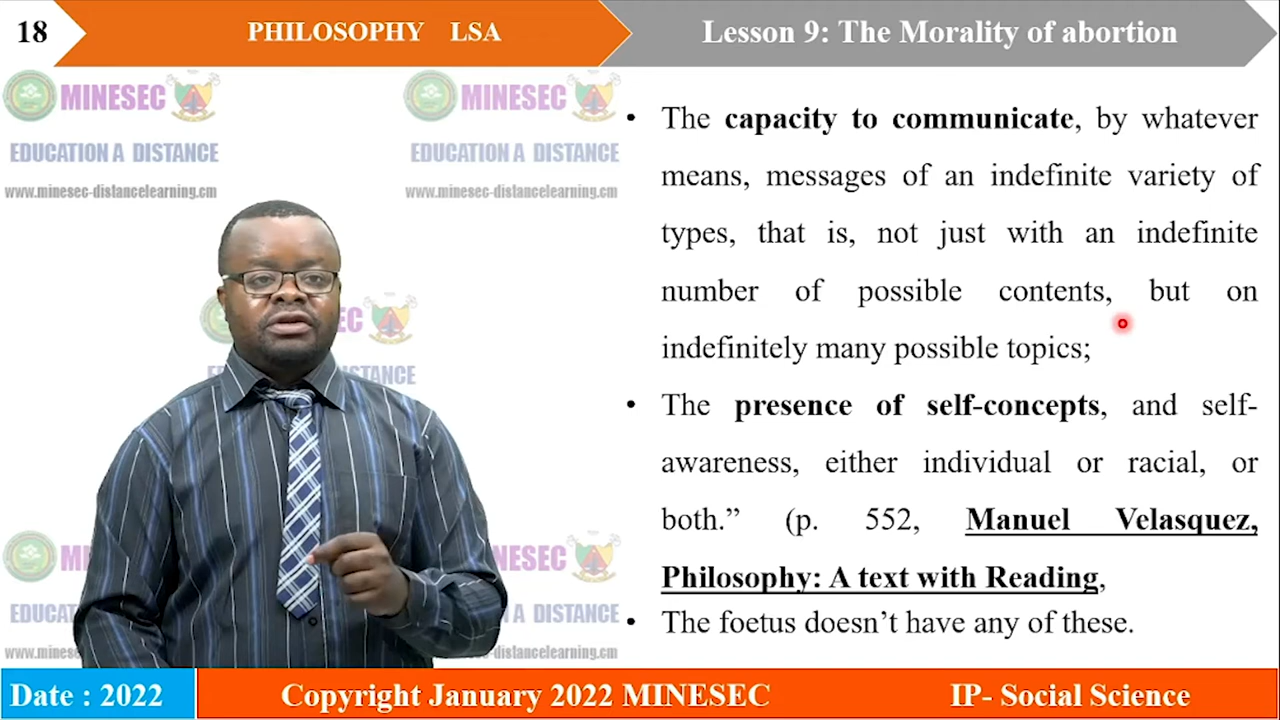 18
PHILOSOPHY LSA
Lesson 9: The Morality of abortion
MINESEC
EDUCATION A DISTANCE
www.minesec-distancelearning.cm
MINESEC
EDUCATION A DISTANCE
www.minesec-distancelearning.cm
• The capacity to communicate, by whatever
means, messages of an indefinite variety of
types, that is, not just with an indefinite
number of possible contents, but on
indefinitely many possible topics;
• The presence of self-concepts, and self-
awareness, either individual or racial, or
both.” (p. 552, Manuel Velasquez,
Philosophy: A text with Reading,
• The foetus doesn’t have any of these.
Date : 2022
Copyright January 2022 MINESEC
IP- Social Science